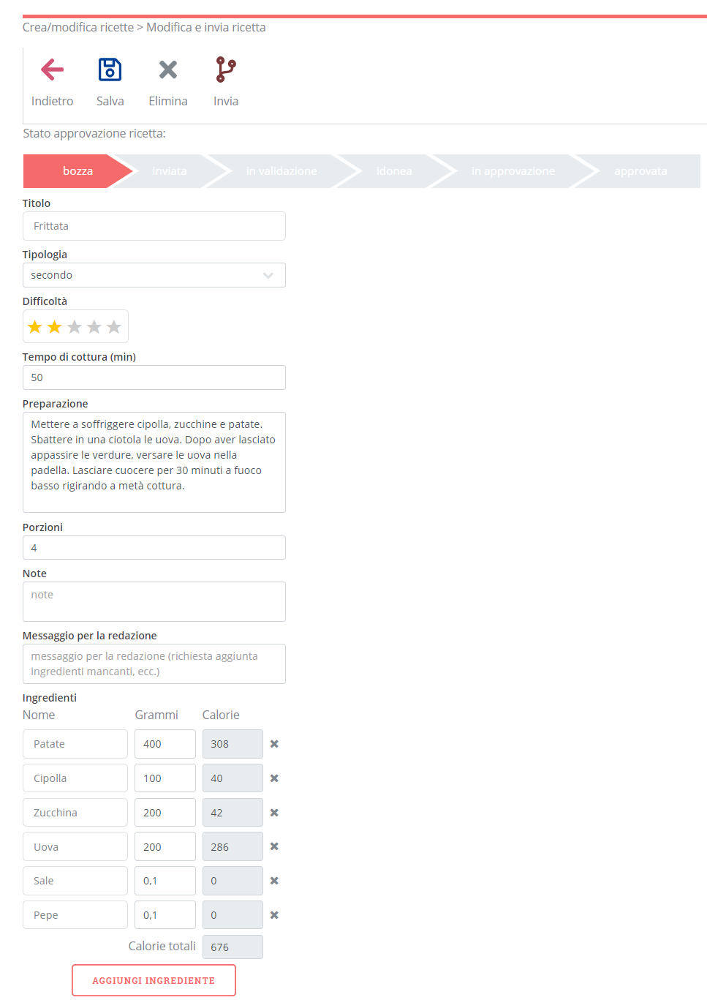 Crea/modifica ricette > Modifica e invia ricetta
Indietro Salva Elimina Invia
Stato approvazione ricetta:
bozza inviata in validazione idonea in approvazione approvata
Titolo
Frittata
Tipologia
secondo
Difficoltà
Tempo di cottura (min)
50
Preparazione
Mettere a soffriggere cipolla, zucchine e patate.
Sbattere in una ciotola le uova. Dopo aver lasciato
appassire le verdure, versare le uova nella
padella. Lasciare cuocere per 30 minuti a fuoco
basso rigirando a metà cottura.
Porzioni
4
Note
note
Messaggio per la redazione
messaggio per la redazione (richiesta aggiunta
ingredienti mancanti, ecc.)
Ingredienti
Nome Grammi Calorie
Patate 400 308
Cipolla 100 40
Zucchina 200 42
Uova 200 286
Sale 0,1 0
Pepe 0,1 0
Calorie totali 676
AGGIUNGI INGREDIENTE